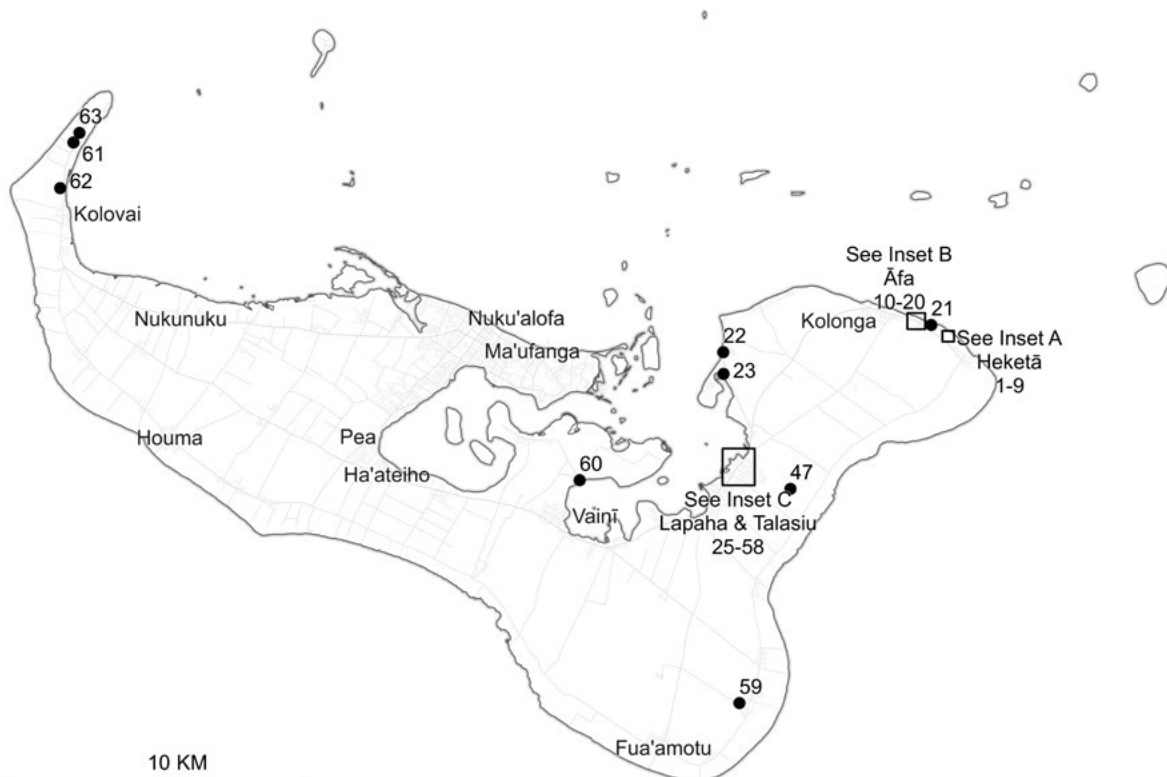 63
61
62
Kolovai
See Inset B
Āfa
10-20
21
Nukunuku
Nuku'alofa
Kolonga
See Inset A
Heketā
1-9
Ma'ufanga
22
23
Houma
Pea
Ha'ateiho
60
47
Vainī
See Inset C
Lapaha & Talasiu
25-58
59
Fua'amotu
10 KM